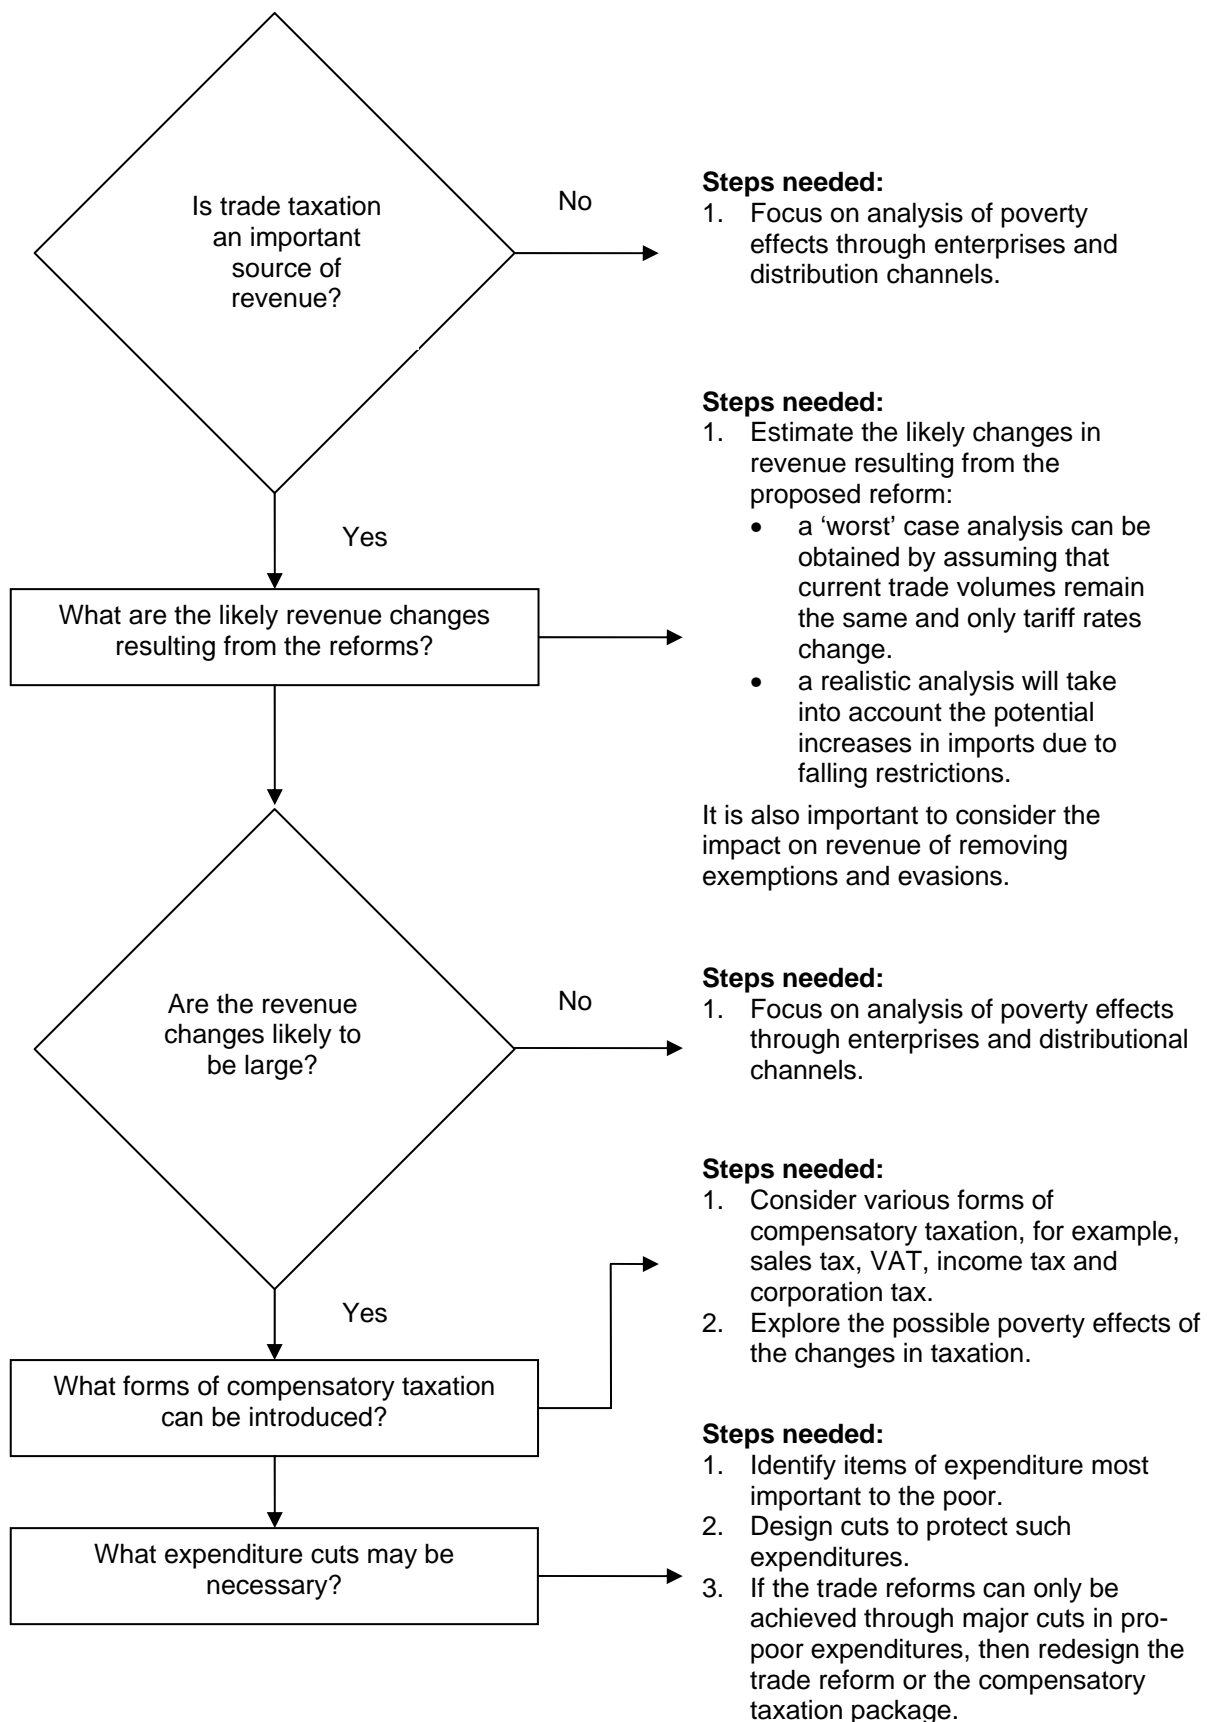 Is trade taxation
an important
source of
revenue?
No
Steps needed:
1. Focus on analysis of poverty
effects through enterprises and
distribution channels.
Yes
What are the likely revenue changes
resulting from the reforms?
Steps needed:
1. Estimate the likely changes in
revenue resulting from the
proposed reform:
• a ‘worst’ case analysis can be
obtained by assuming that
current trade volumes remain
the same and only tariff rates
change.
• a realistic analysis will take
into account the potential
increases in imports due to
falling restrictions.
It is also important to consider the
impact on revenue of removing
exemptions and evasions.
Are the revenue
changes likely to
be large?
No
Steps needed:
1. Focus on analysis of poverty effects
through enterprises and distributional
channels.
Yes
What forms of compensatory taxation
can be introduced?
Steps needed:
1. Consider various forms of
compensatory taxation, for example,
sales tax, VAT, income tax and
corporation tax.
2. Explore the possible poverty effects of
the changes in taxation.
What expenditure cuts may be
necessary?
Steps needed:
1. Identify items of expenditure most
important to the poor.
2. Design cuts to protect such
expenditures.
3. If the trade reforms can only be
achieved through major cuts in pro-
poor expenditures, then redesign the
trade reform or the compensatory
taxation package.